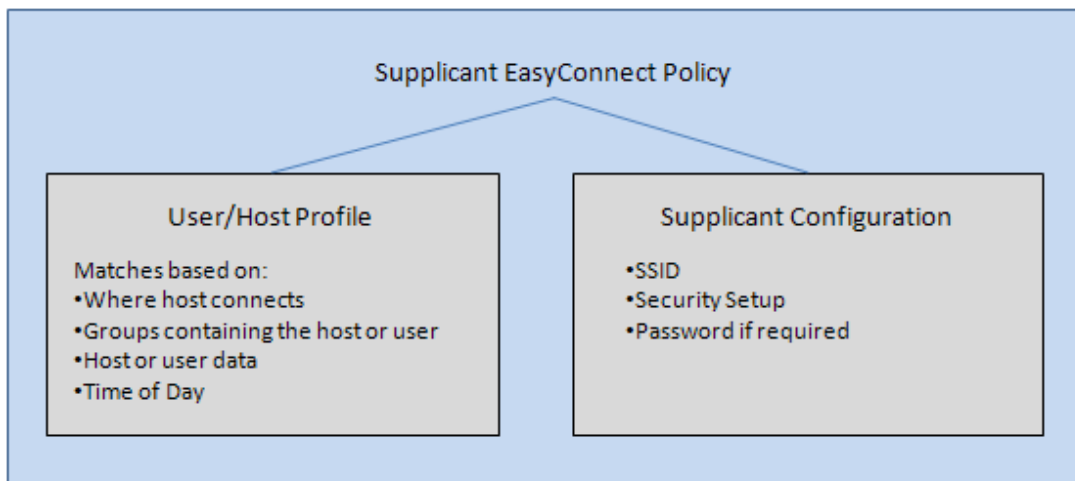 Supplicant EasyConnect Policy
User/Host Profile
Matches based on:
•Where host connects
•Groups containing the host or user
•Host or user data
•Time of Day
Supplicant Configuration
•SSID
•Security Setup
•Password if required